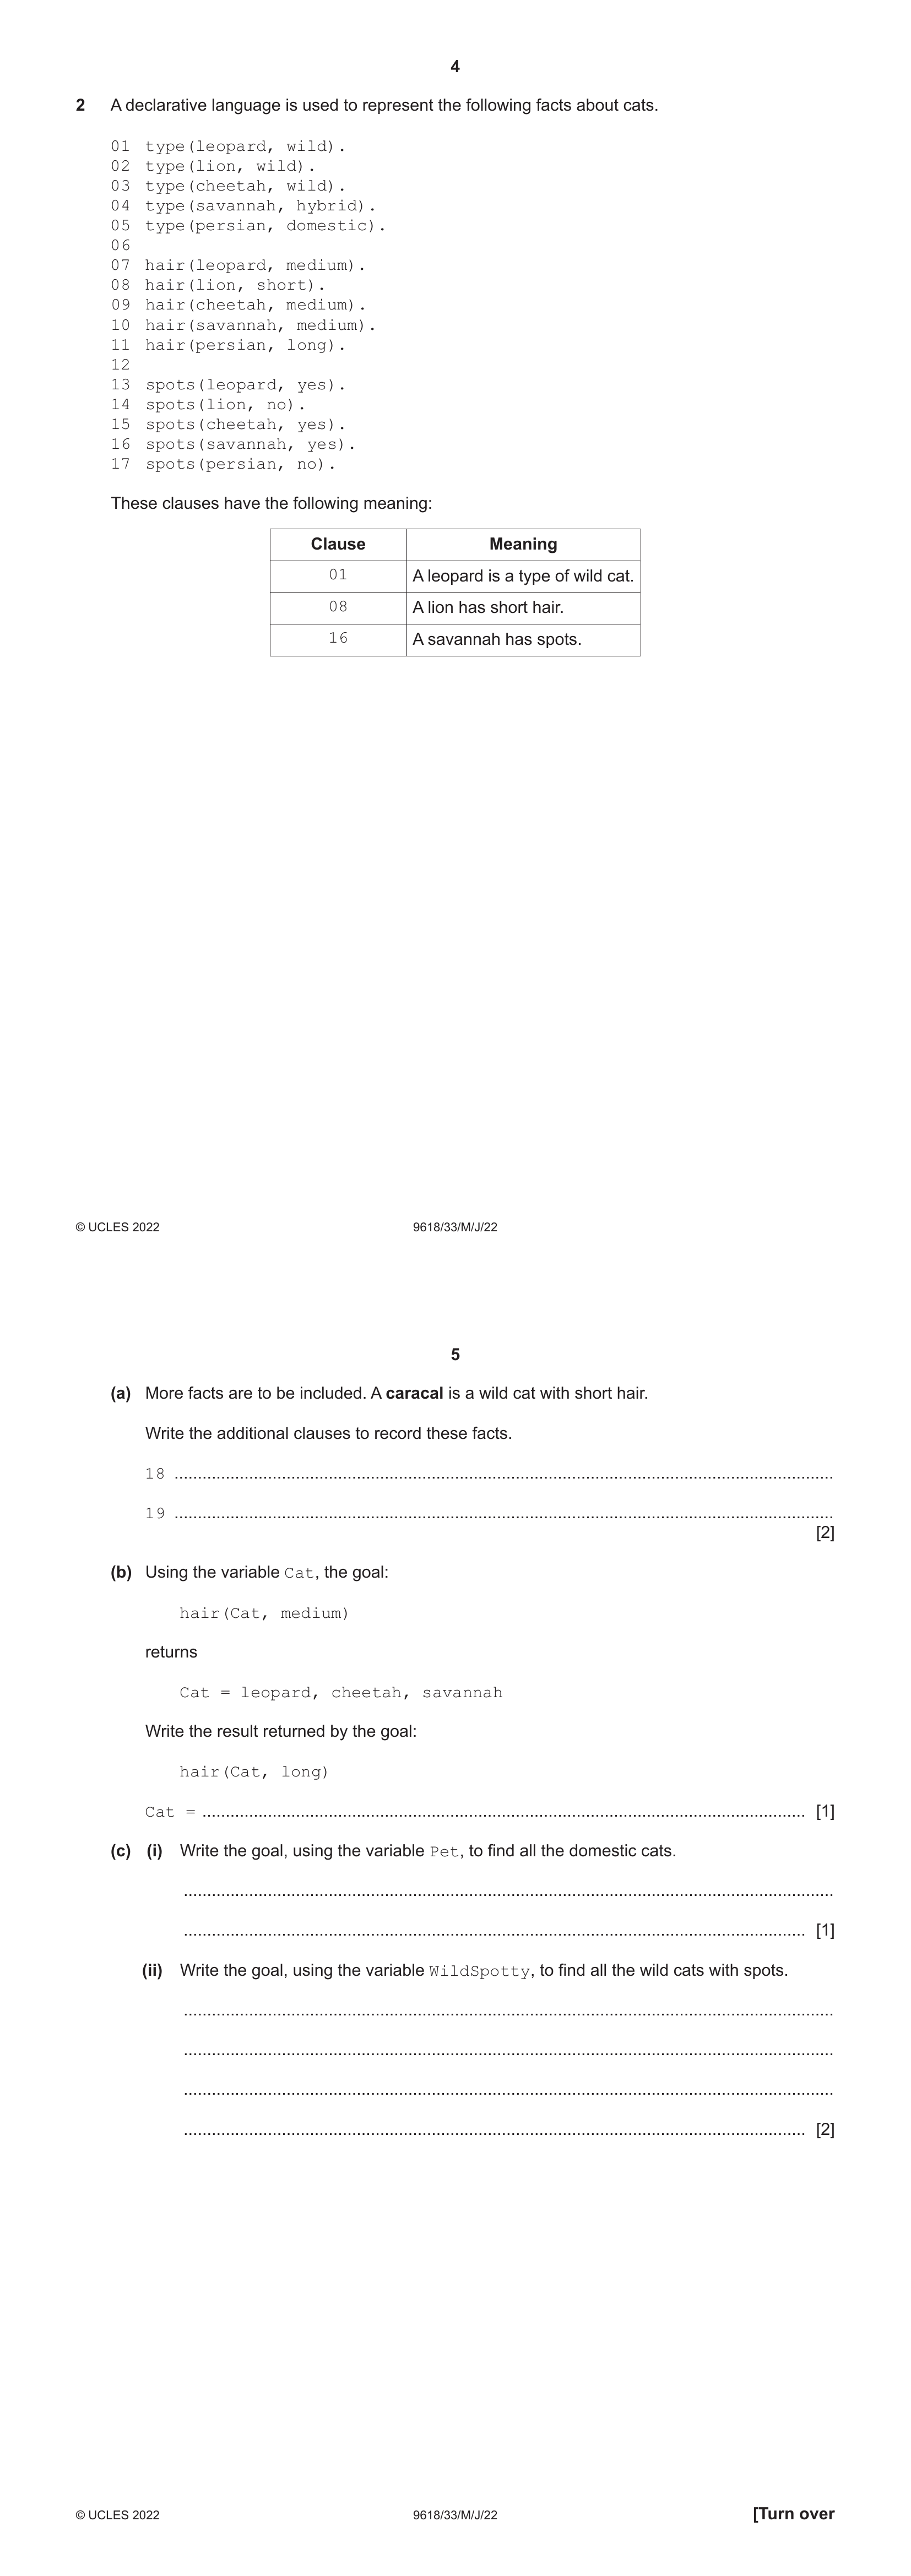 4
2 A declarative language is used to represent the following facts about cats.
01 type(leopard, wild).
02 type(lion, wild).
03 type(cheetah, wild).
04 type(savannah, hybrid).
05 type(persian, domestic).
06
07 hair(leopard, medium).
08 hair(lion, short).
09 hair(cheetah, medium).
10 hair(savannah, medium).
11 hair(persian, long).
12
13 spots(leopard, yes).
14 spots(lion, no).
15 spots(cheetah, yes).
16 spots(savannah, yes).
17 spots(persian, no).
These clauses have the following meaning:
Clause Meaning
01 A leopard is a type of wild cat.
08 A lion has short hair.
16 A savannah has spots.
© UCLES 2022 9618/33/M/J/22
5
(a) More facts are to be included. A caracal is a wild cat with short hair.
Write the additional clauses to record these facts.
18 ....................
19 ....................
[2]
(b) Using the variable Cat, the goal:
hair(Cat, medium)
returns
Cat = leopard, cheetah, savannah
Write the result returned by the goal:
hair(Cat, long)
Cat = .................... [1]
(c) (i) Write the goal, using the variable Pet, to find all the domestic cats.
....................
.................... [1]
(ii) Write the goal, using the variable WildSpotty, to find all the wild cats with spots.
....................
....................
....................
.................... [2]
© UCLES 2022 9618/33/M/J/22 [Turn over